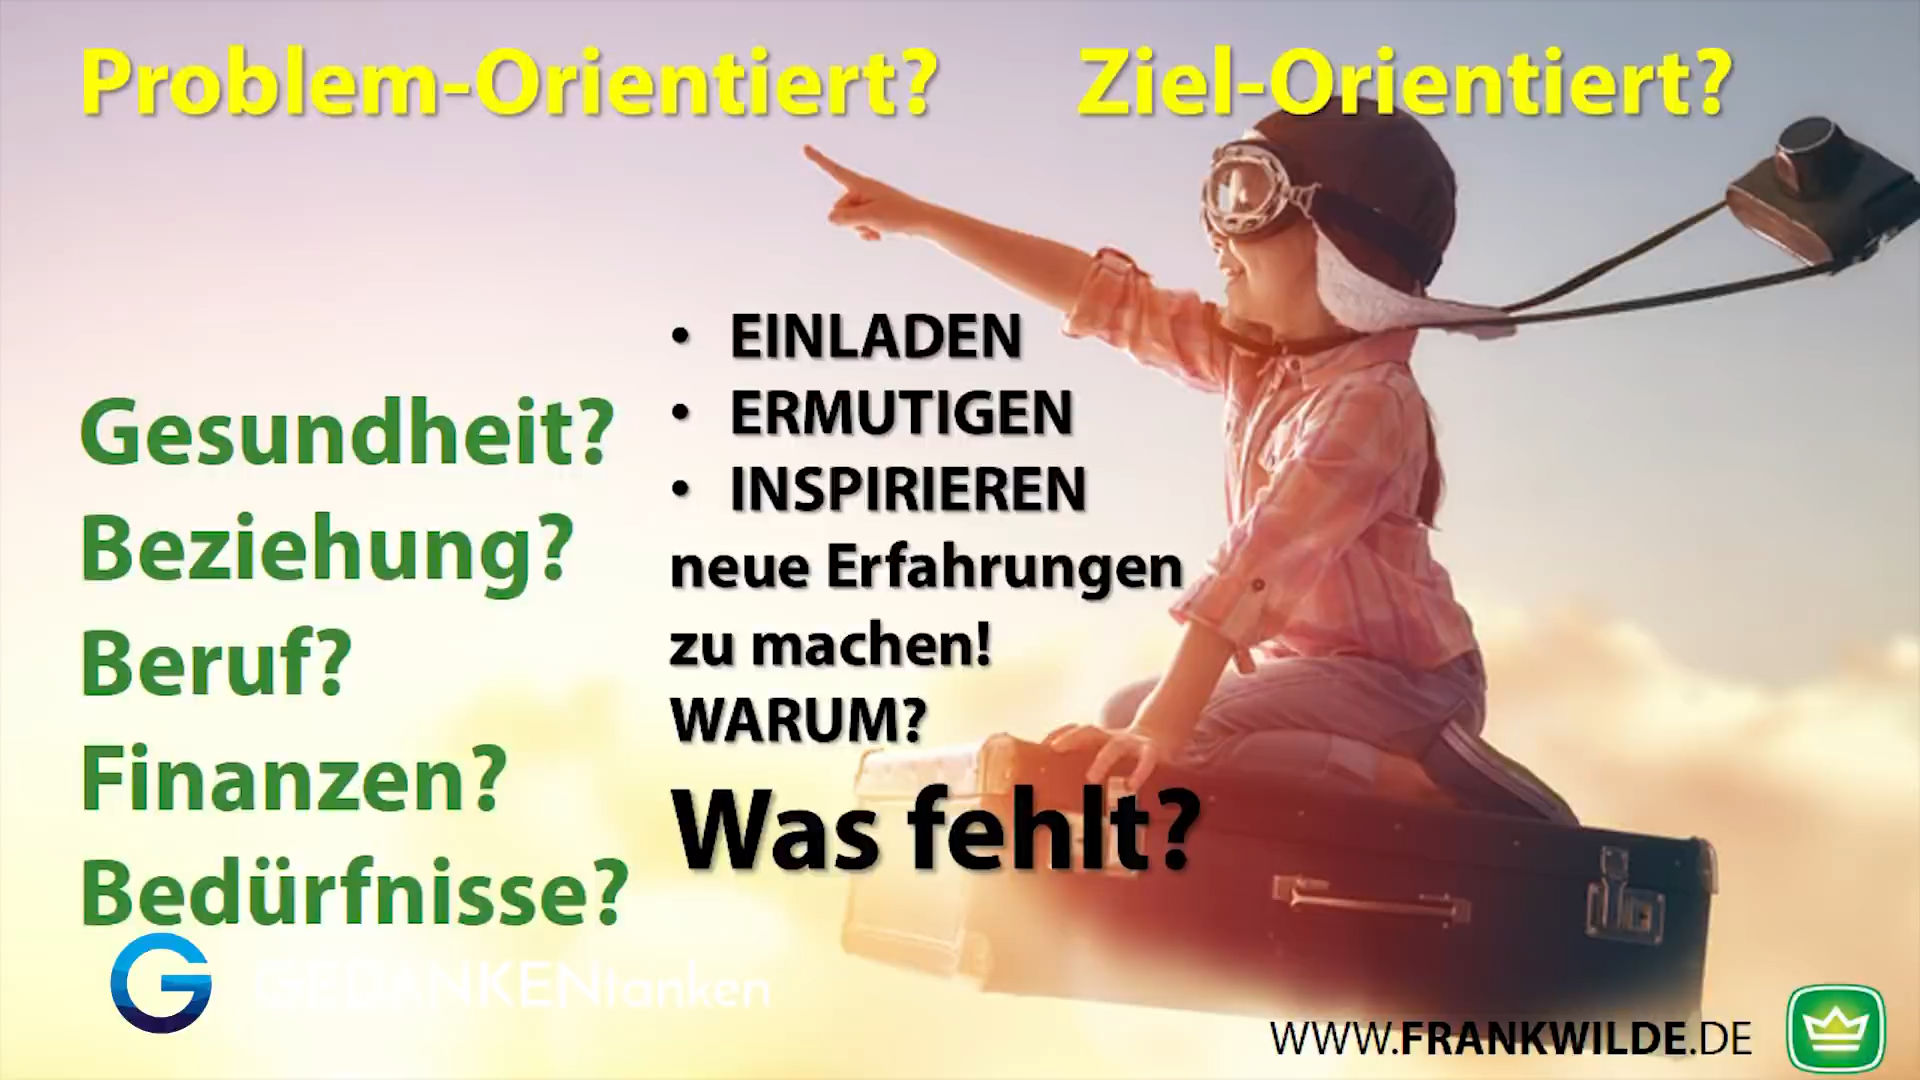 Problem-Orientiert? Ziel-Orientiert?
Gesundheit?
Beziehung?
Beruf?
Finanzen?
Bedürfnisse?
• EINLADEN
• ERMUTIGEN
• INSPIRIEREN
neue Erfahrungen
zu machen!
WARUM?
Was fehlt?
G GEDANKENtanken
WWW.FRANKWILDE.DE